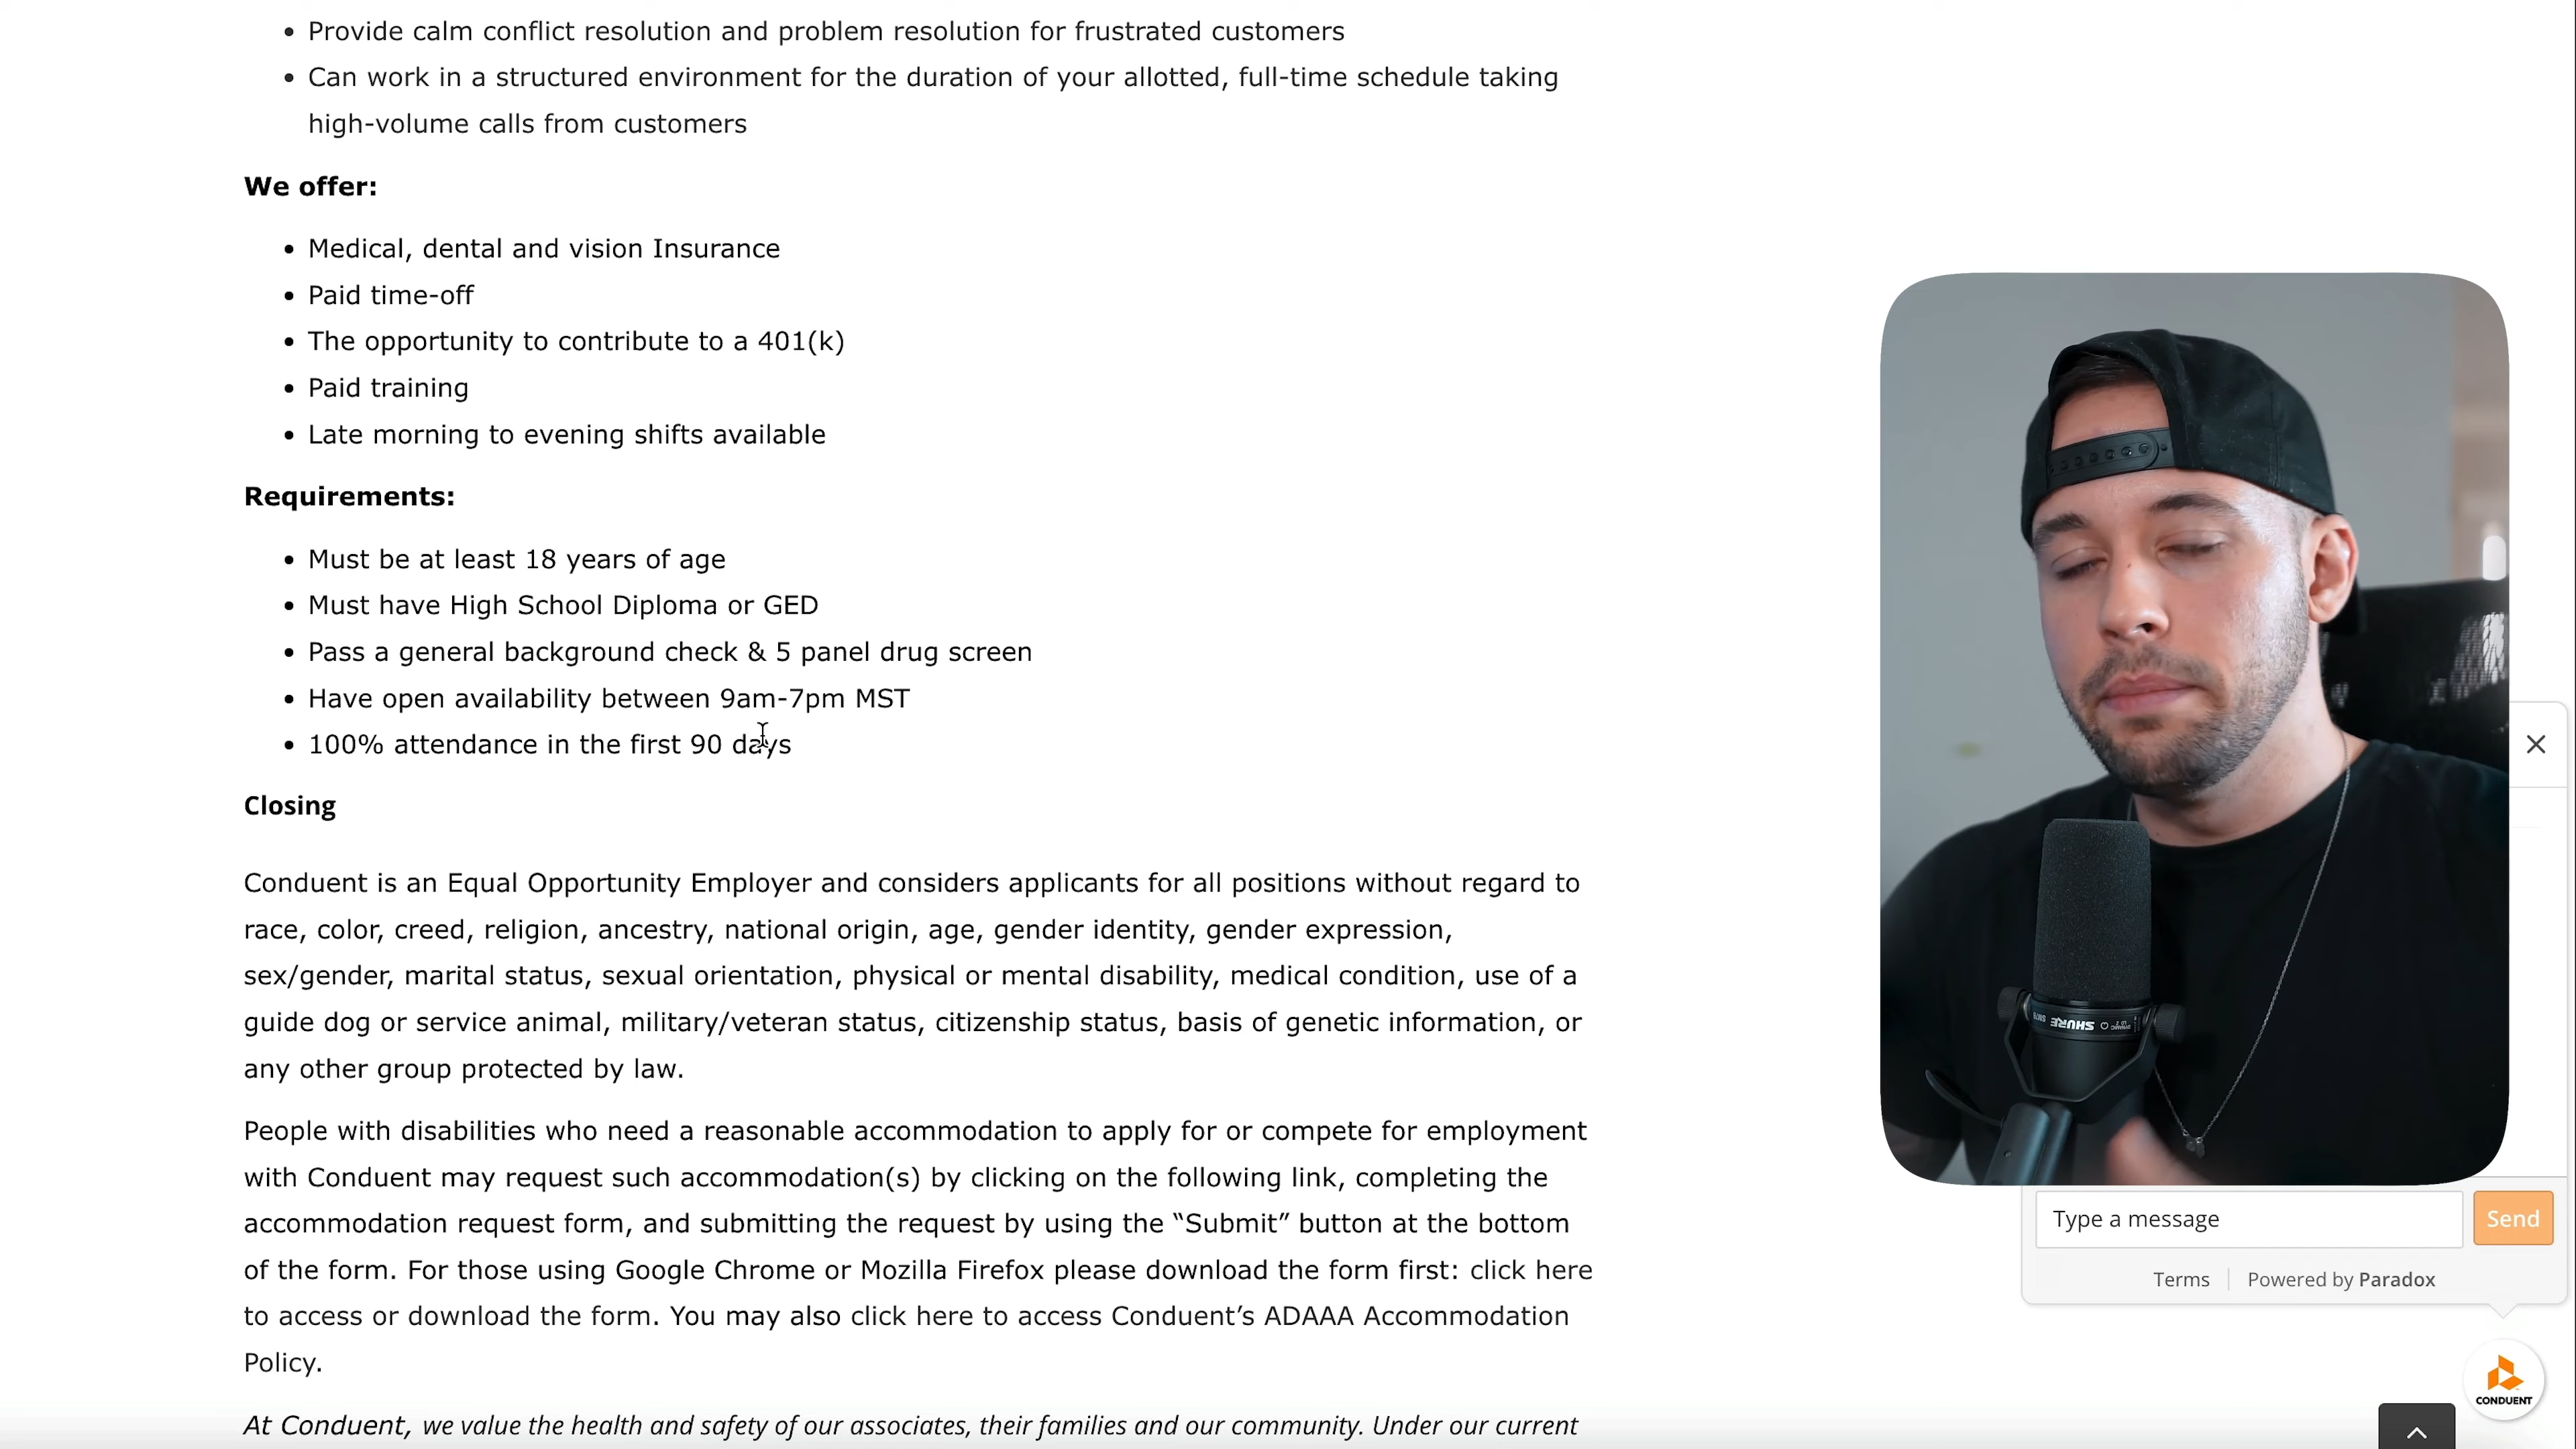 Provide calm conflict resolution and problem resolution for frustrated customers
Can work in a structured environment for the duration of your allotted, full-time schedule taking
high-volume calls from customers
We offer:
Medical, dental and vision Insurance
Paid time-off
The opportunity to contribute to a 401(k)
Paid training
Late morning to evening shifts available
Requirements:
Must be at least 18 years of age
Must have High School Diploma or GED
Pass a general background check & 5 panel drug screen
Have open availability between 9am-7pm MST
100% attendance in the first 90 days
Closing
Conduent is an Equal Opportunity Employer and considers applicants for all positions without regard to
race, color, creed, religion, ancestry, national origin, age, gender identity, gender expression,
sex/gender, marital status, sexual orientation, physical or mental disability, medical condition, use of a
guide dog or service animal, military/veteran status, citizenship status, basis of genetic information, or
any other group protected by law.
People with disabilities who need a reasonable accommodation to apply for or compete for employment
with Conduent may request such accommodation(s) by clicking on the following link, completing the
accommodation request form, and submitting the request by using the “Submit” button at the bottom
of the form. For those using Google Chrome or Mozilla Firefox please download the form first: click here
to access or download the form. You may also click here to access Conduent’s ADAAA Accommodation
Policy.
At Conduent, we value the health and safety of our associates, their families and our community. Under our current
SHURE
Type a message
Send
Terms
Powered by Paradox
CONDUENT